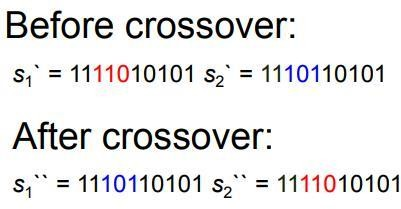 Before crossover:
s₁` = 1111010101 s₂` = 1110110101
After crossover:
s₁`` = 1110110101 s₂`` = 1111010101